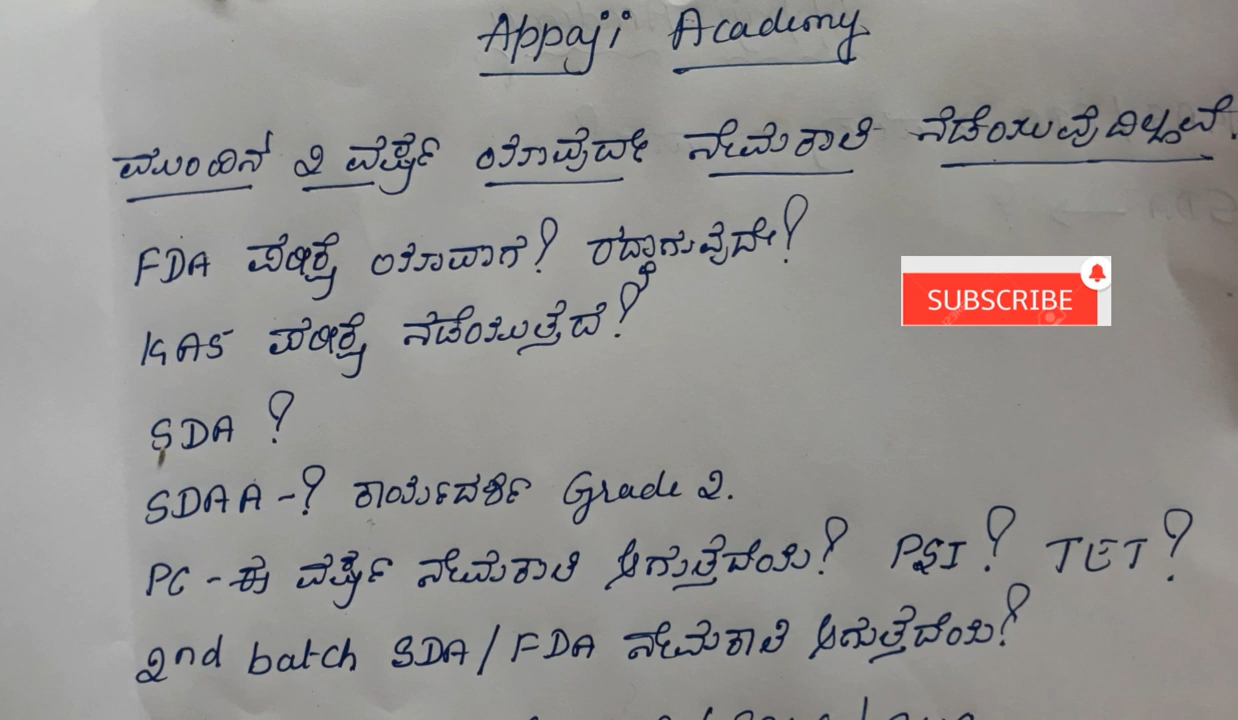 Appaji Academy
ಮುಂದಿನ 2 ವರ್ಷ ಯಾವುದೇ ನೇಮಕಾತಿ ನಡೆಯುವುದಿಲ್ಲವೆ.
FDA ಪರೀಕ್ಷೆ ಯಾವಾಗ? ರದ್ದಾಗುವುದೇ?
SUBSCRIBE
KAS ಪರೀಕ್ಷೆ ನಡೆಯುತ್ತದೆ?
SDA ?
SDAA -? ಕಾರ್ಯದರ್ಶಿ Grade 2.
PC - ಈ ವರ್ಷ ನೇಮಕಾತಿ ಆಗುತ್ತದೆಯಿ? PSI? TET?
2nd batch SDA/FDA ನೇಮಕಾತಿ ಆಗುತ್ತದೆಯಿ?